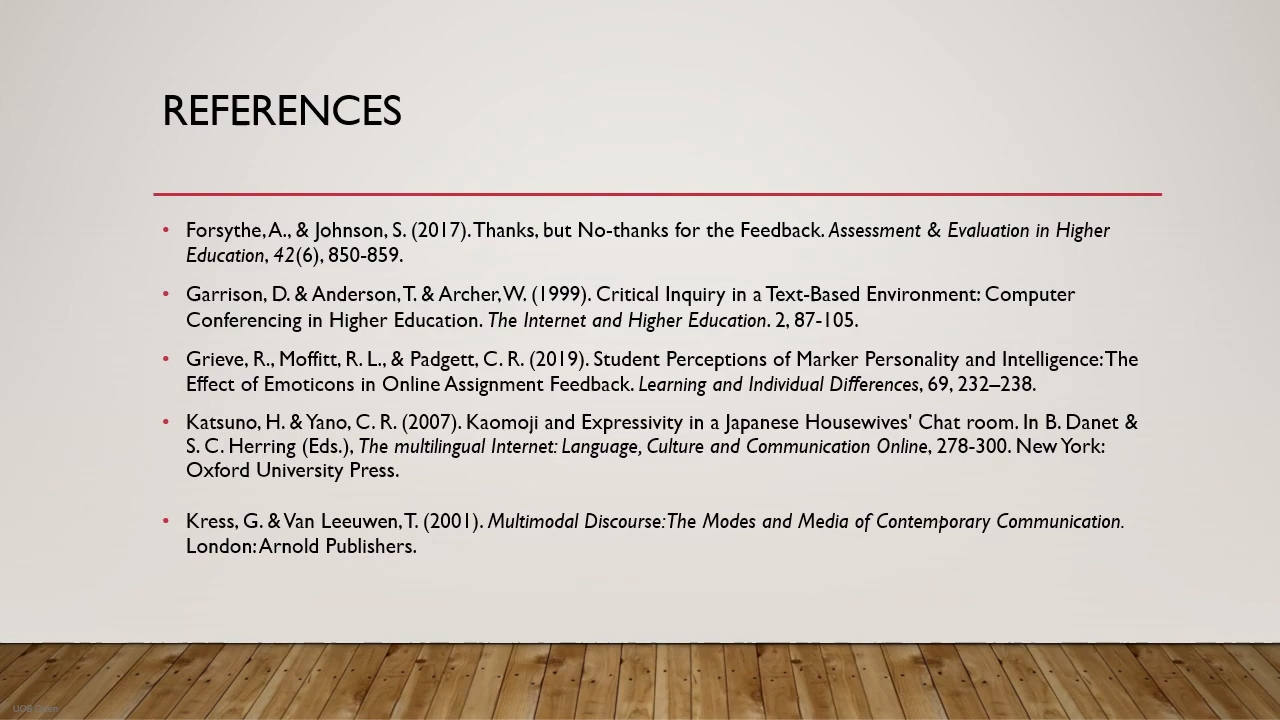 REFERENCES
• Forsythe, A., & Johnson, S. (2017). Thanks, but No-thanks for the Feedback. Assessment & Evaluation in Higher
Education, 42(6), 850-859.
• Garrison, D. & Anderson, T. & Archer, W. (1999). Critical Inquiry in a Text-Based Environment: Computer
Conferencing in Higher Education. The Internet and Higher Education. 2, 87-105.
• Grieve, R., Moffitt, R. L., & Padgett, C. R. (2019). Student Perceptions of Marker Personality and Intelligence: The
Effect of Emoticons in Online Assignment Feedback. Learning and Individual Differences, 69, 232–238.
• Katsuno, H. & Yano, C. R. (2007). Kaomoji and Expressivity in a Japanese Housewives' Chat room. In B. Danet &
S. C. Herring (Eds.), The multilingual Internet: Language, Culture and Communication Online, 278-300. New York:
Oxford University Press.
• Kress, G. & Van Leeuwen, T. (2001). Multimodal Discourse: The Modes and Media of Contemporary Communication.
London: Arnold Publishers.
UOB Open